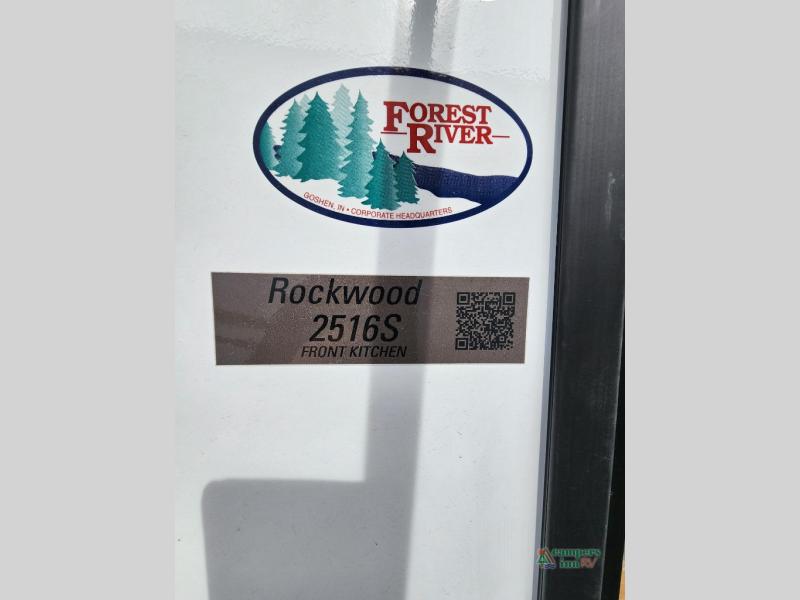 FOREST
RIVER
GOSHEN, IN • CORPORATE HEADQUARTERS
Rockwood
2516S
FRONT KITCHEN
campers
inn RV